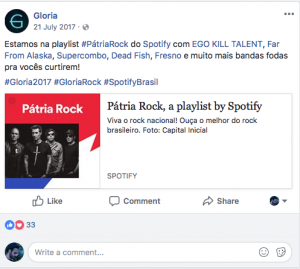 Gloria
21 July 2017 ·
Estamos na playlist #PátriaRock do Spotify com EGO KILL TALENT, Far
From Alaska, Supercombo, Dead Fish, Fresno e muito mais bandas fodas
pra vocês curtirem!
#Gloria2017 #GloriaRock #SpotifyBrasil
Pátria Rock
Pátria Rock, a playlist by Spotify
Viva o rock nacional! Ouça o melhor do rock
brasileiro. Foto: Capital Inicial
SPOTIFY
Like Comment Share
33
Write a comment...